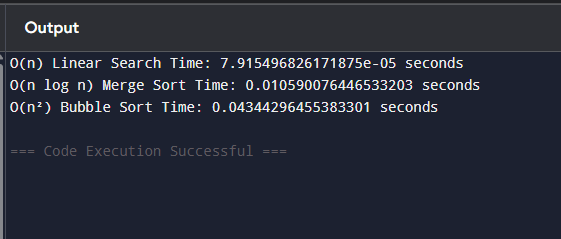 Output
O(n) Linear Search Time: 7.915496826171875e-05 seconds
O(n log n) Merge Sort Time: 0.010590076446533203 seconds
O(n²) Bubble Sort Time: 0.04344296455383301 seconds
=== Code Execution Successful ===